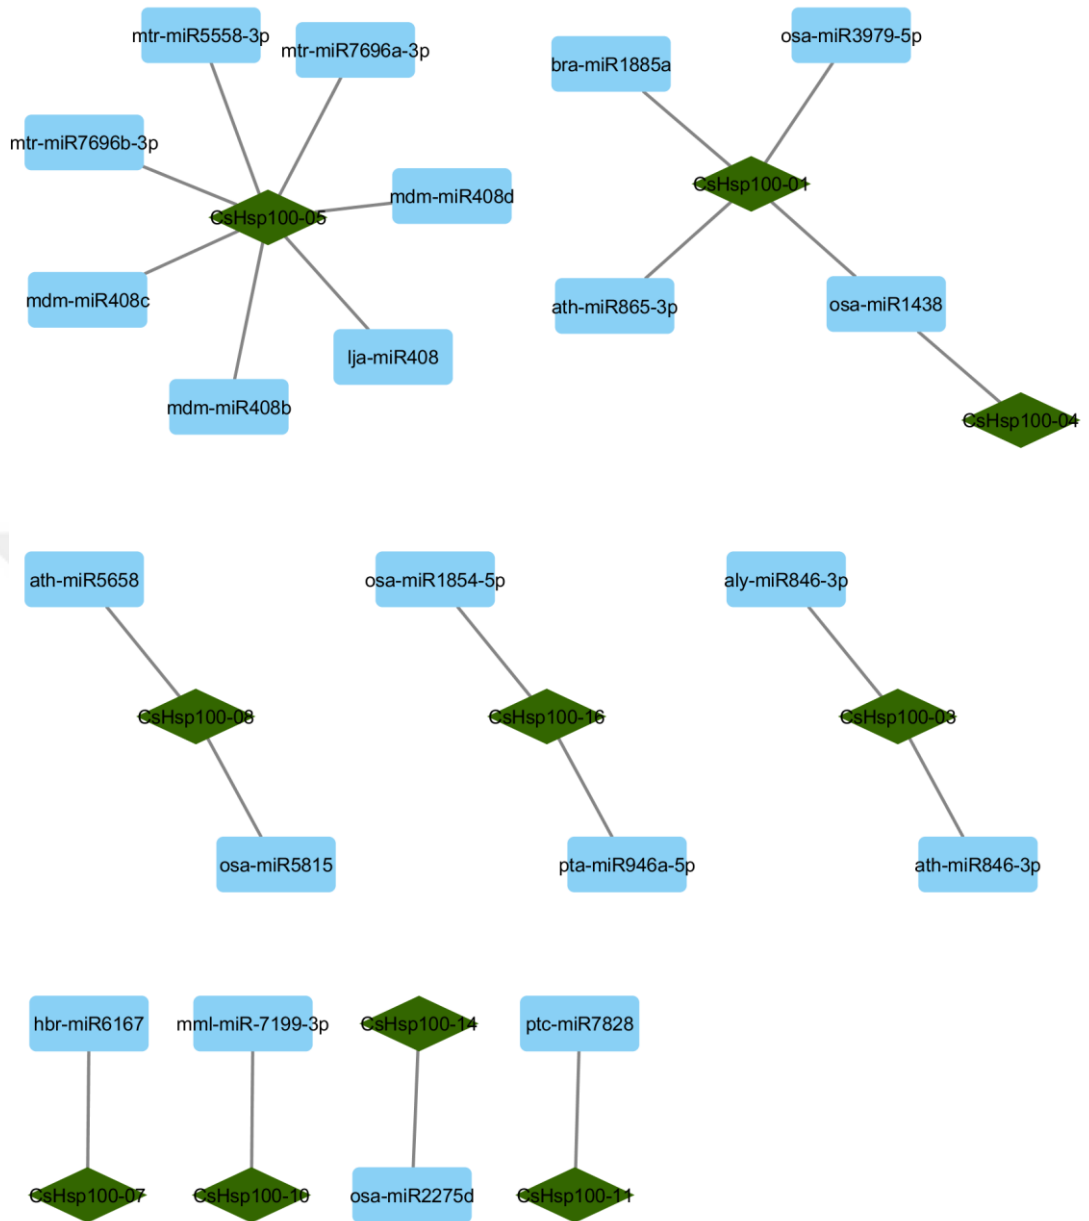 mtr-miR5558-3p
mtr-miR7696a-3p
mtr-miR7696b-3p
mdm-miR408d
CsHsp100-05
mdm-miR408c
lja-miR408
mdm-miR408b
osa-miR3979-5p
bra-miR1885a
CsHsp100-01
ath-miR865-3p
osa-miR1438
CsHsp100-04
ath-miR5658
CsHsp100-08
osa-miR5815
osa-miR1854-5p
CsHsp100-16
pta-miR946a-5p
aly-miR846-3p
CsHsp100-03
ath-miR846-3p
hbr-miR6167
CsHsp100-07
mml-miR-7199-3p
CsHsp100-10
CsHsp100-14
osa-miR2275d
ptc-miR7828
CsHsp100-11